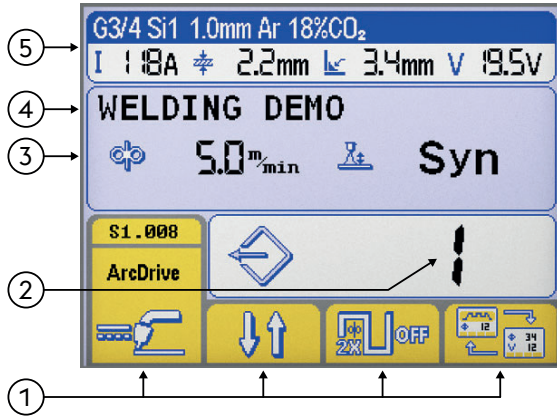 G3/4 Si1 1.0mm Ar 18%CO₂
I 118A 2.2mm 3.4mm V 19.5V
WELDING DEMO
5.0 m/min Syn
S1.008
ArcDrive
1
2X OFF
12 Φ 34 V 12
5
4
3
2
1